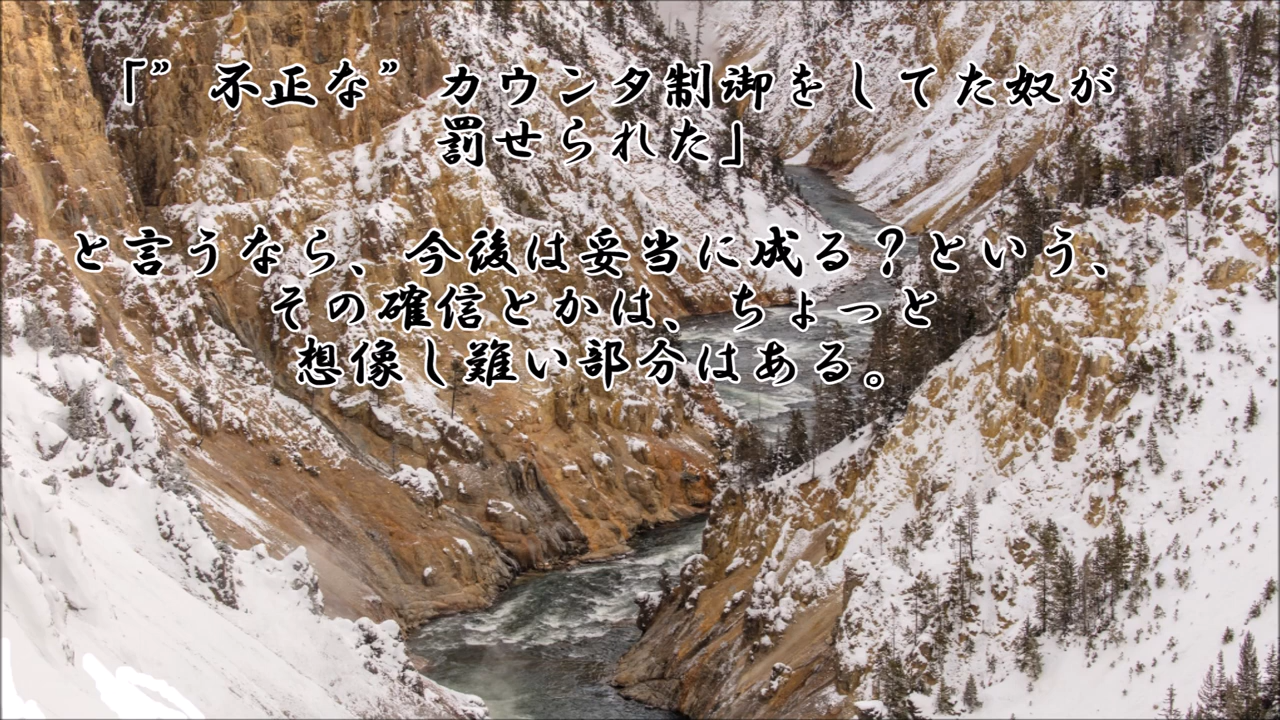 「”不正な”カウンタ制御をしてた奴が
罰せられた」
と言うなら、今後は妥当に成る？という、
その確信とかは、ちょっと
想像し難い部分はある。